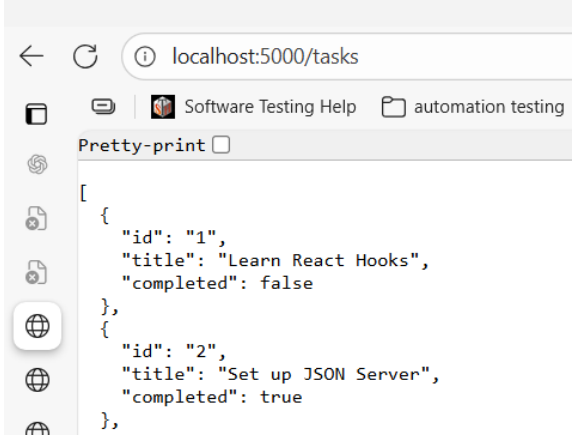 localhost:5000/tasks
Software Testing Help automation testing
Pretty-print
[
  {
    "id": "1",
    "title": "Learn React Hooks",
    "completed": false
  },
  {
    "id": "2",
    "title": "Set up JSON Server",
    "completed": true
  },